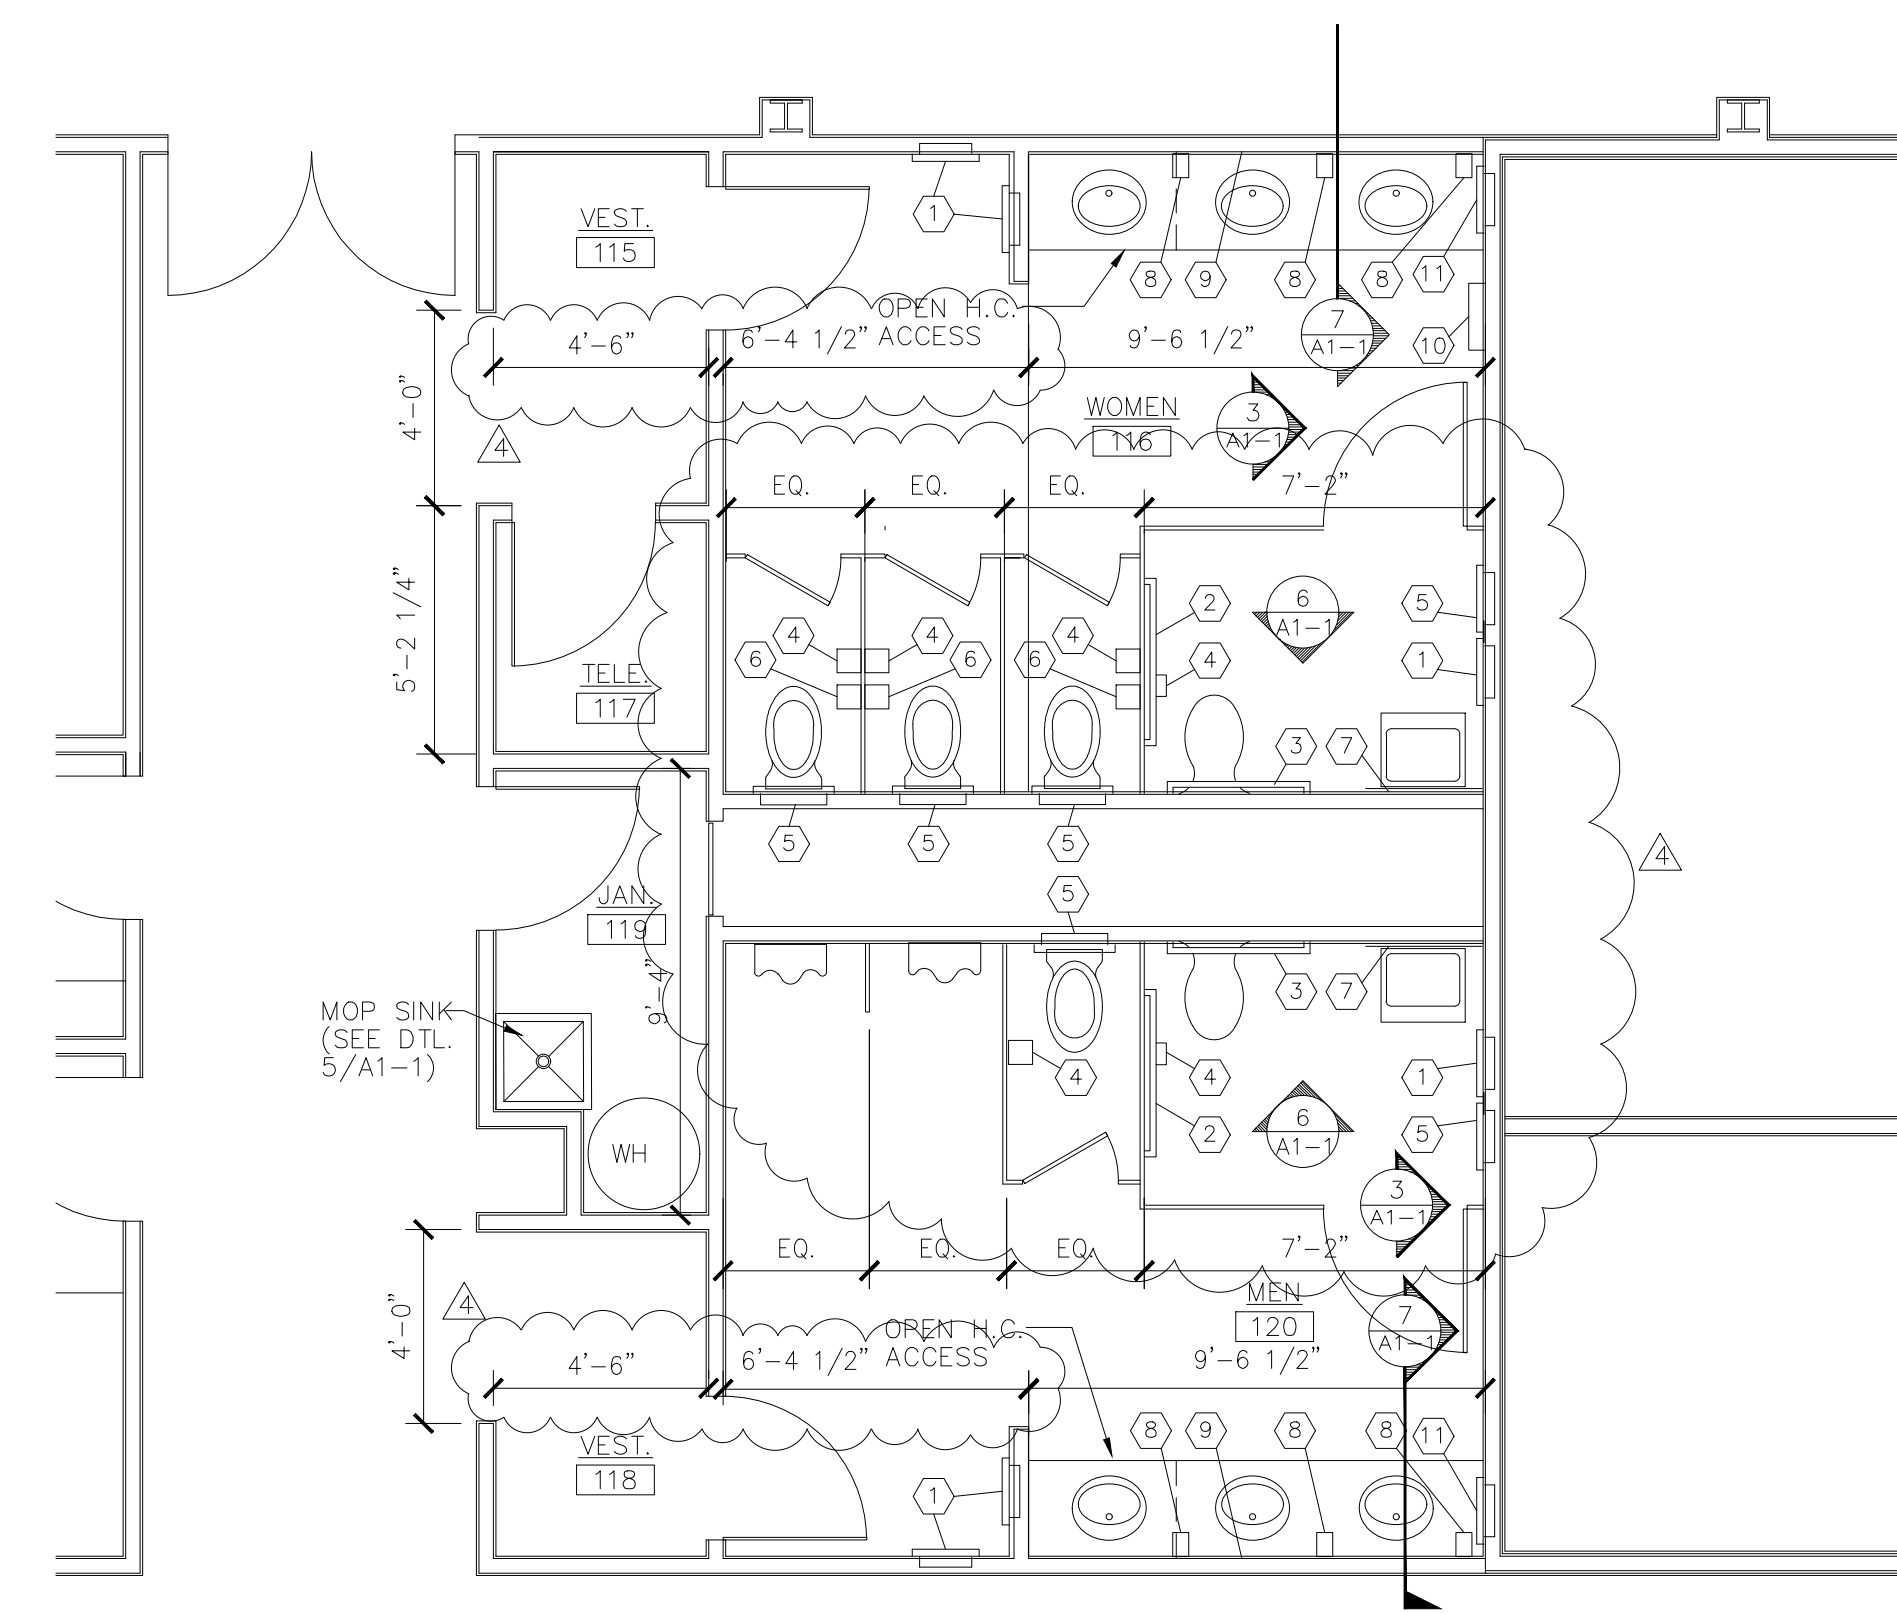 VEST.
115
1
8
9
8
8
11
OPEN H.C.
ACCESS
4'-6"
6'-4 1/2"
9'-6 1/2"
7
A1-1
10
4'-0"
4
WOMEN
116
3
A1-1
EQ.
EQ.
EQ.
7'-2"
5'-2 1/4"
2
6
A1-1
5
4
4
4
6
6
6
4
1
TELE.
117
3
7
5
5
5
4
5
JAN.
119
9'-4"
3
7
MOP SINK
(SEE DTL.
5/A1-1)
4
4
1
WH
2
6
A1-1
5
3
A1-1
EQ.
EQ.
EQ.
7'-2"
4'-0"
4
MEN
120
7
A1-1
OPEN H.C.
ACCESS
4'-6"
6'-4 1/2"
9'-6 1/2"
VEST.
118
8
9
8
8
11
1